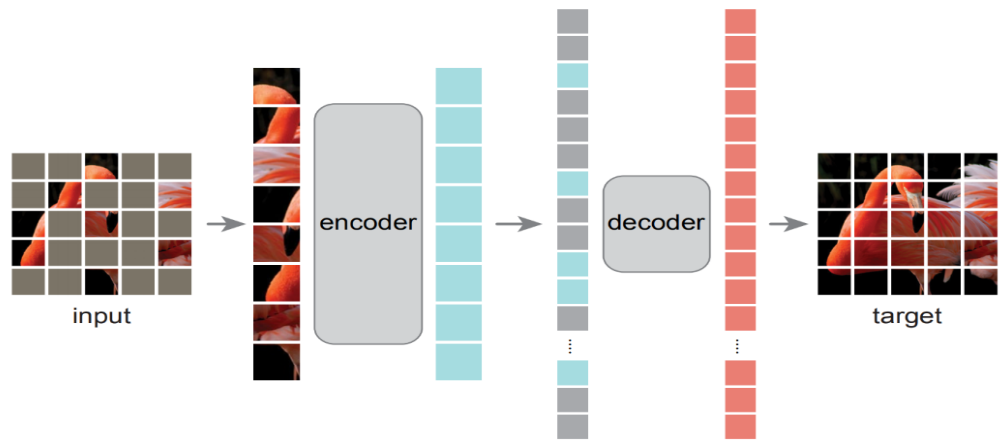 input
encoder
decoder
target